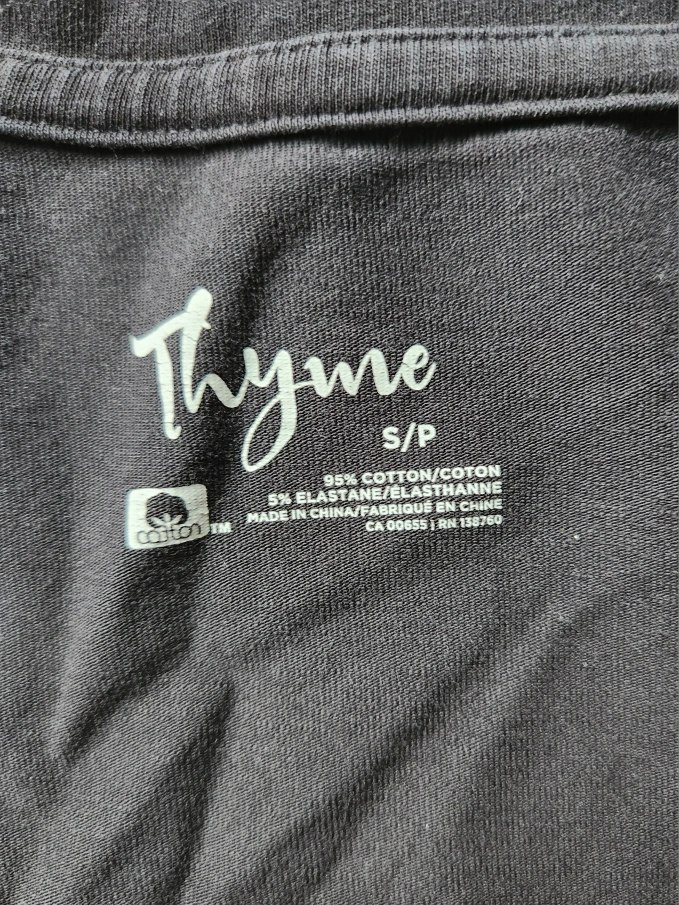 Thyme
S/P
95% COTTON/COTON
5% ELASTANE/ÉLASTHANNE
MADE IN CHINA/FABRIQUÉ EN CHINE
CA 00655 | RN 138760
cotton TM